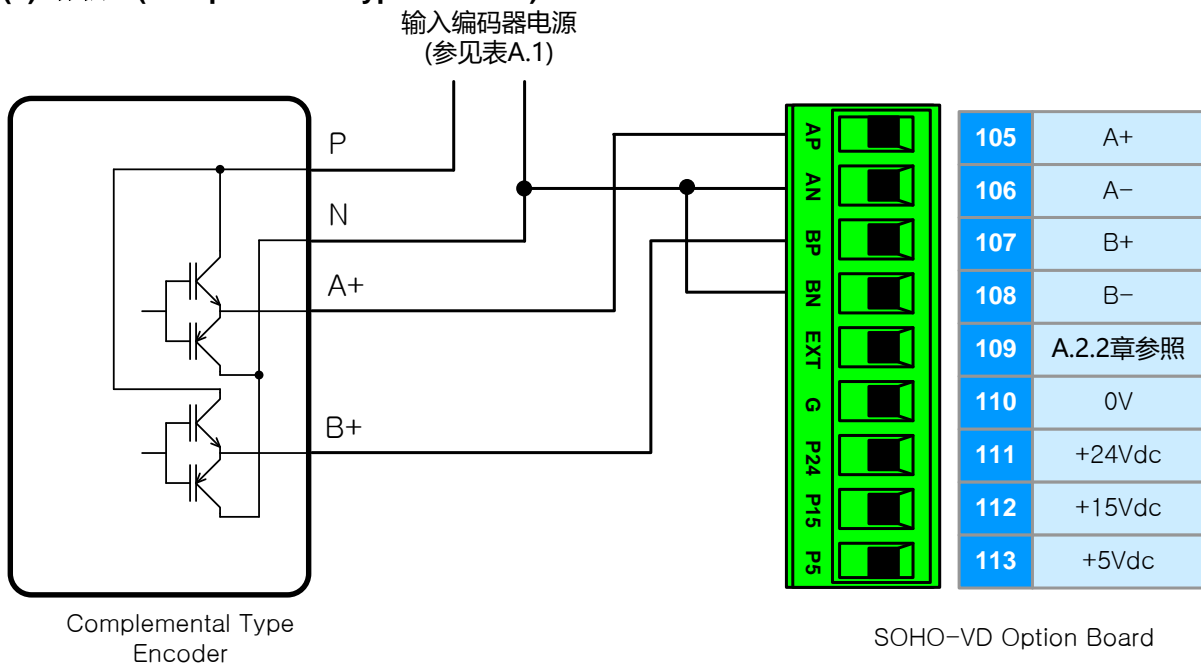 输入编码器电源
(参见表A.1)
P
N
A+
B+
Complemental Type
Encoder
AP
AN
BP
BN
EXT
G
P24
P15
P5
105 A+
106 A-
107 B+
108 B-
109 A.2.2章参照
110 0V
111 +24Vdc
112 +15Vdc
113 +5Vdc
SOHO-VD Option Board